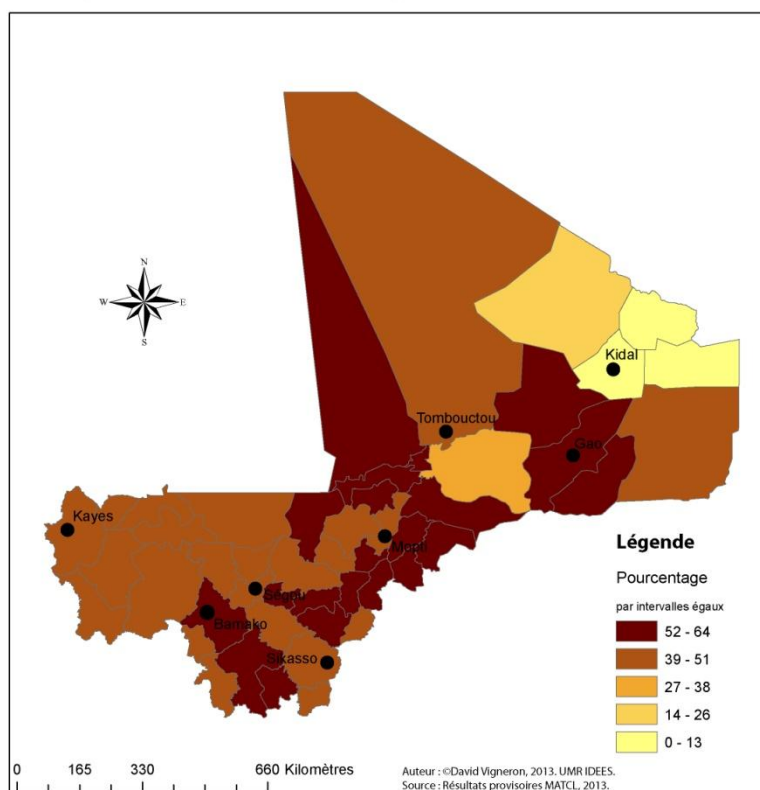 N
W
E
S
Kidal
Tombouctou
Gao
Kayes
Mopti
Ségou
Bamako
Sikasso
Légende
Pourcentage
par intervalles égaux
52 - 64
39 - 51
27 - 38
14 - 26
0 - 13
0 165 330 660 Kilomètres
Auteur : ©David Vigneron, 2013. UMR IDEES.
Source : Résultats provisoires MATCL, 2013.